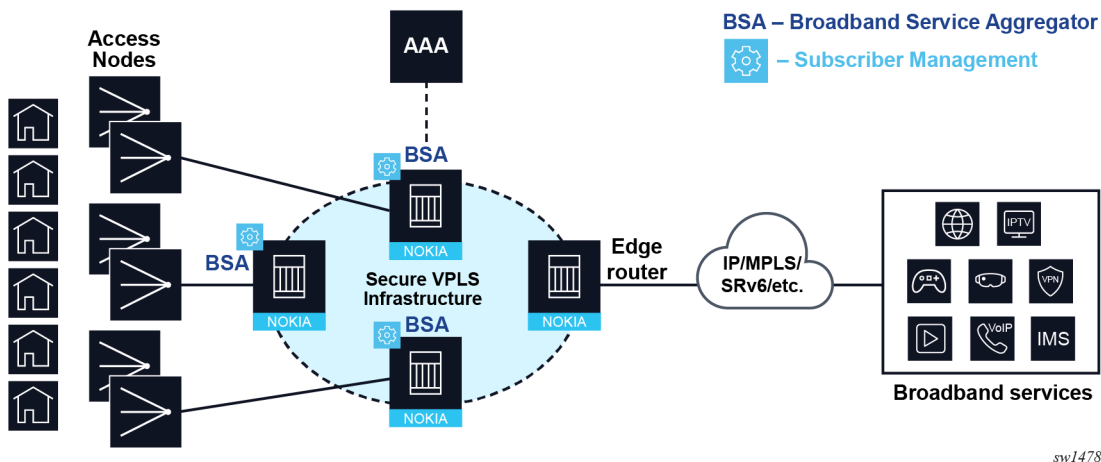 BSA – Broadband Service Aggregator
– Subscriber Management
Access
Nodes
AAA
BSA
NOKIA
BSA
NOKIA
Secure VPLS
Infrastructure
BSA
NOKIA
NOKIA
Edge
router
IP/MPLS/
SRv6/etc.
IPTV
VPN
VoIP
IMS
Broadband services
sw1478